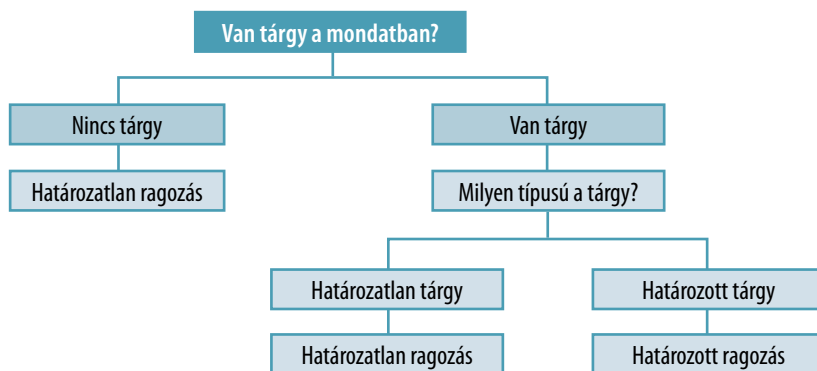 Van tárgy a mondatban?
Nincs tárgy
Van tárgy
Határozatlan ragozás
Milyen típusú a tárgy?
Határozatlan tárgy
Határozott tárgy
Határozatlan ragozás
Határozott ragozás